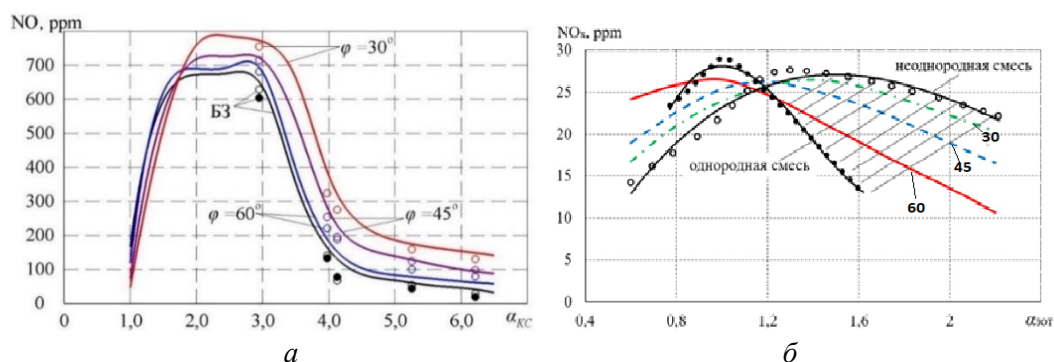 NO, ppm
700
600
500
400
300
200
100
0
0
1,0
2,0
3,0
4,0
5,0
6,0
αКС
φ = 30°
БЗ
φ = 60°
φ = 45°
а
NOx, ppm
30
25
20
15
10
5
0
0,4
0,8
1,2
1,6
2
αзот
неоднородная смесь
однородная смесь
30
45
60
б